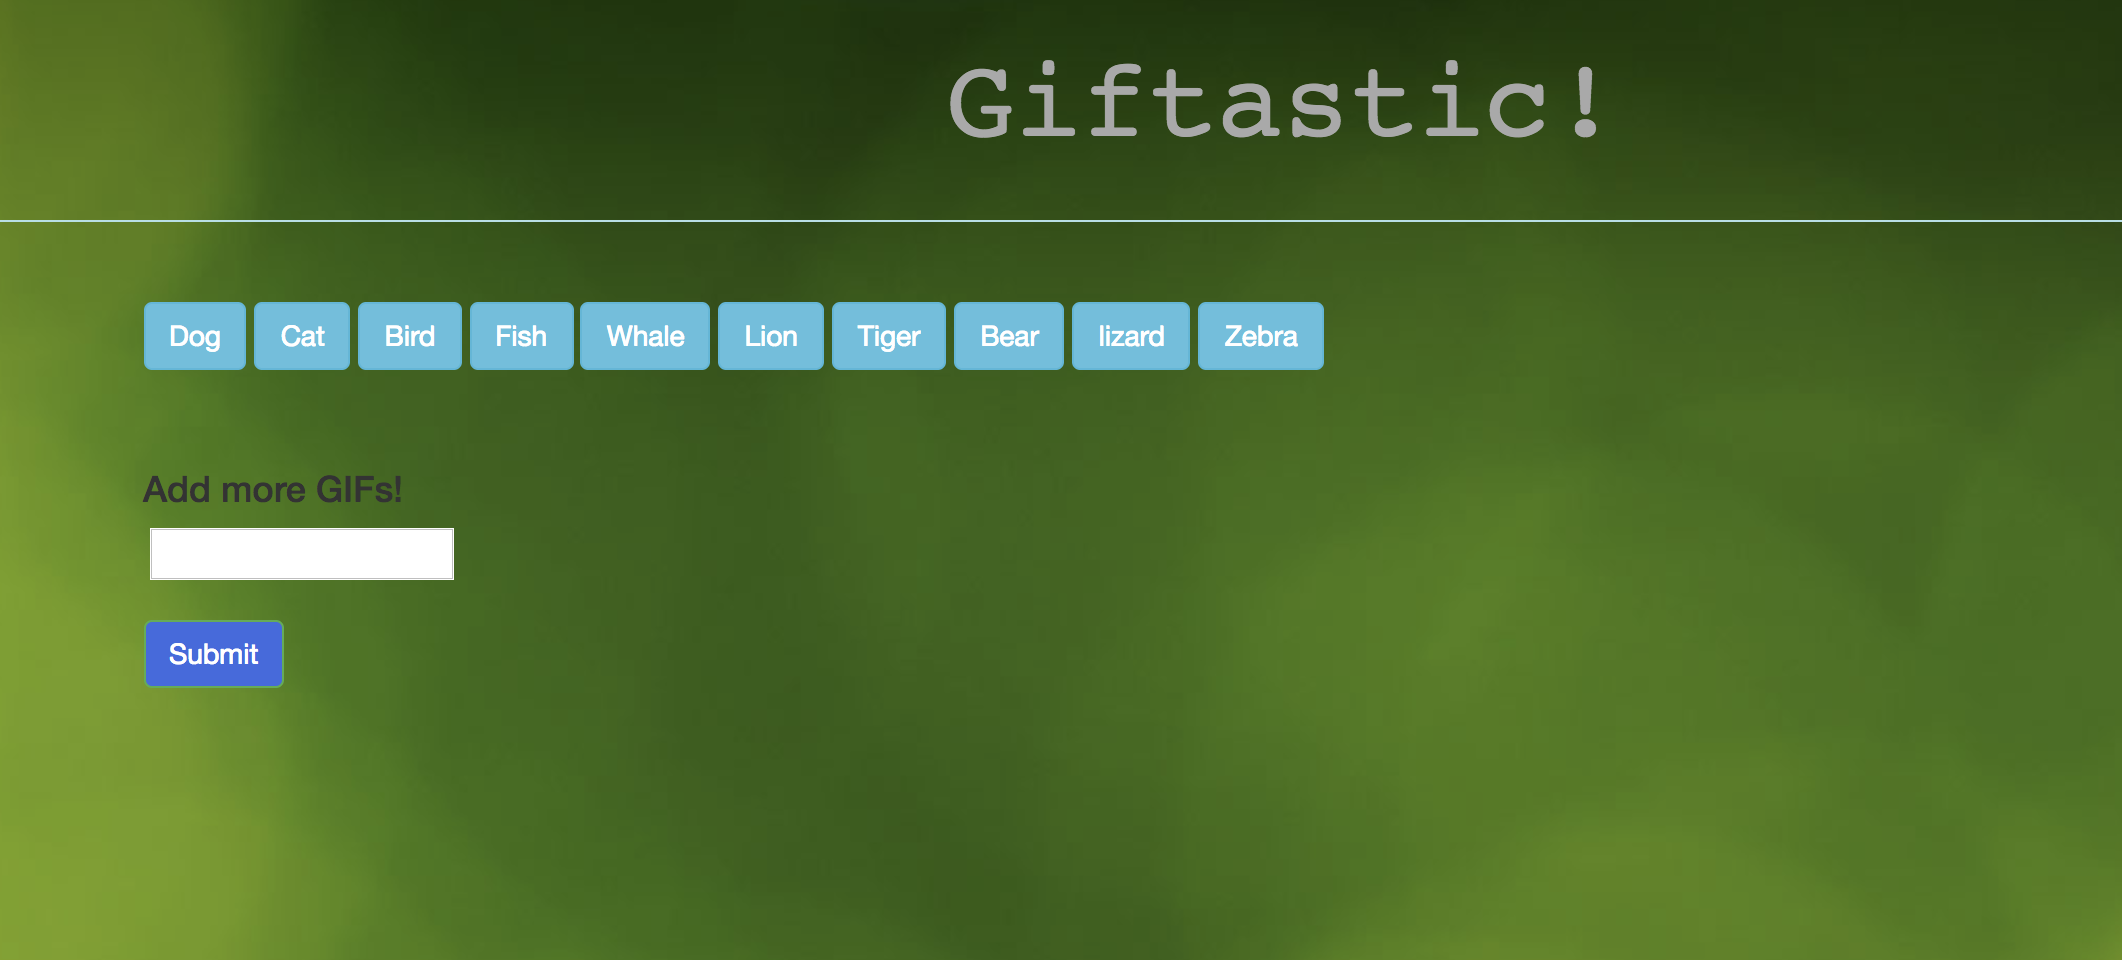 Giftastic!
Dog Cat Bird Fish Whale Lion Tiger Bear lizard Zebra
Add more GIFs!
Submit